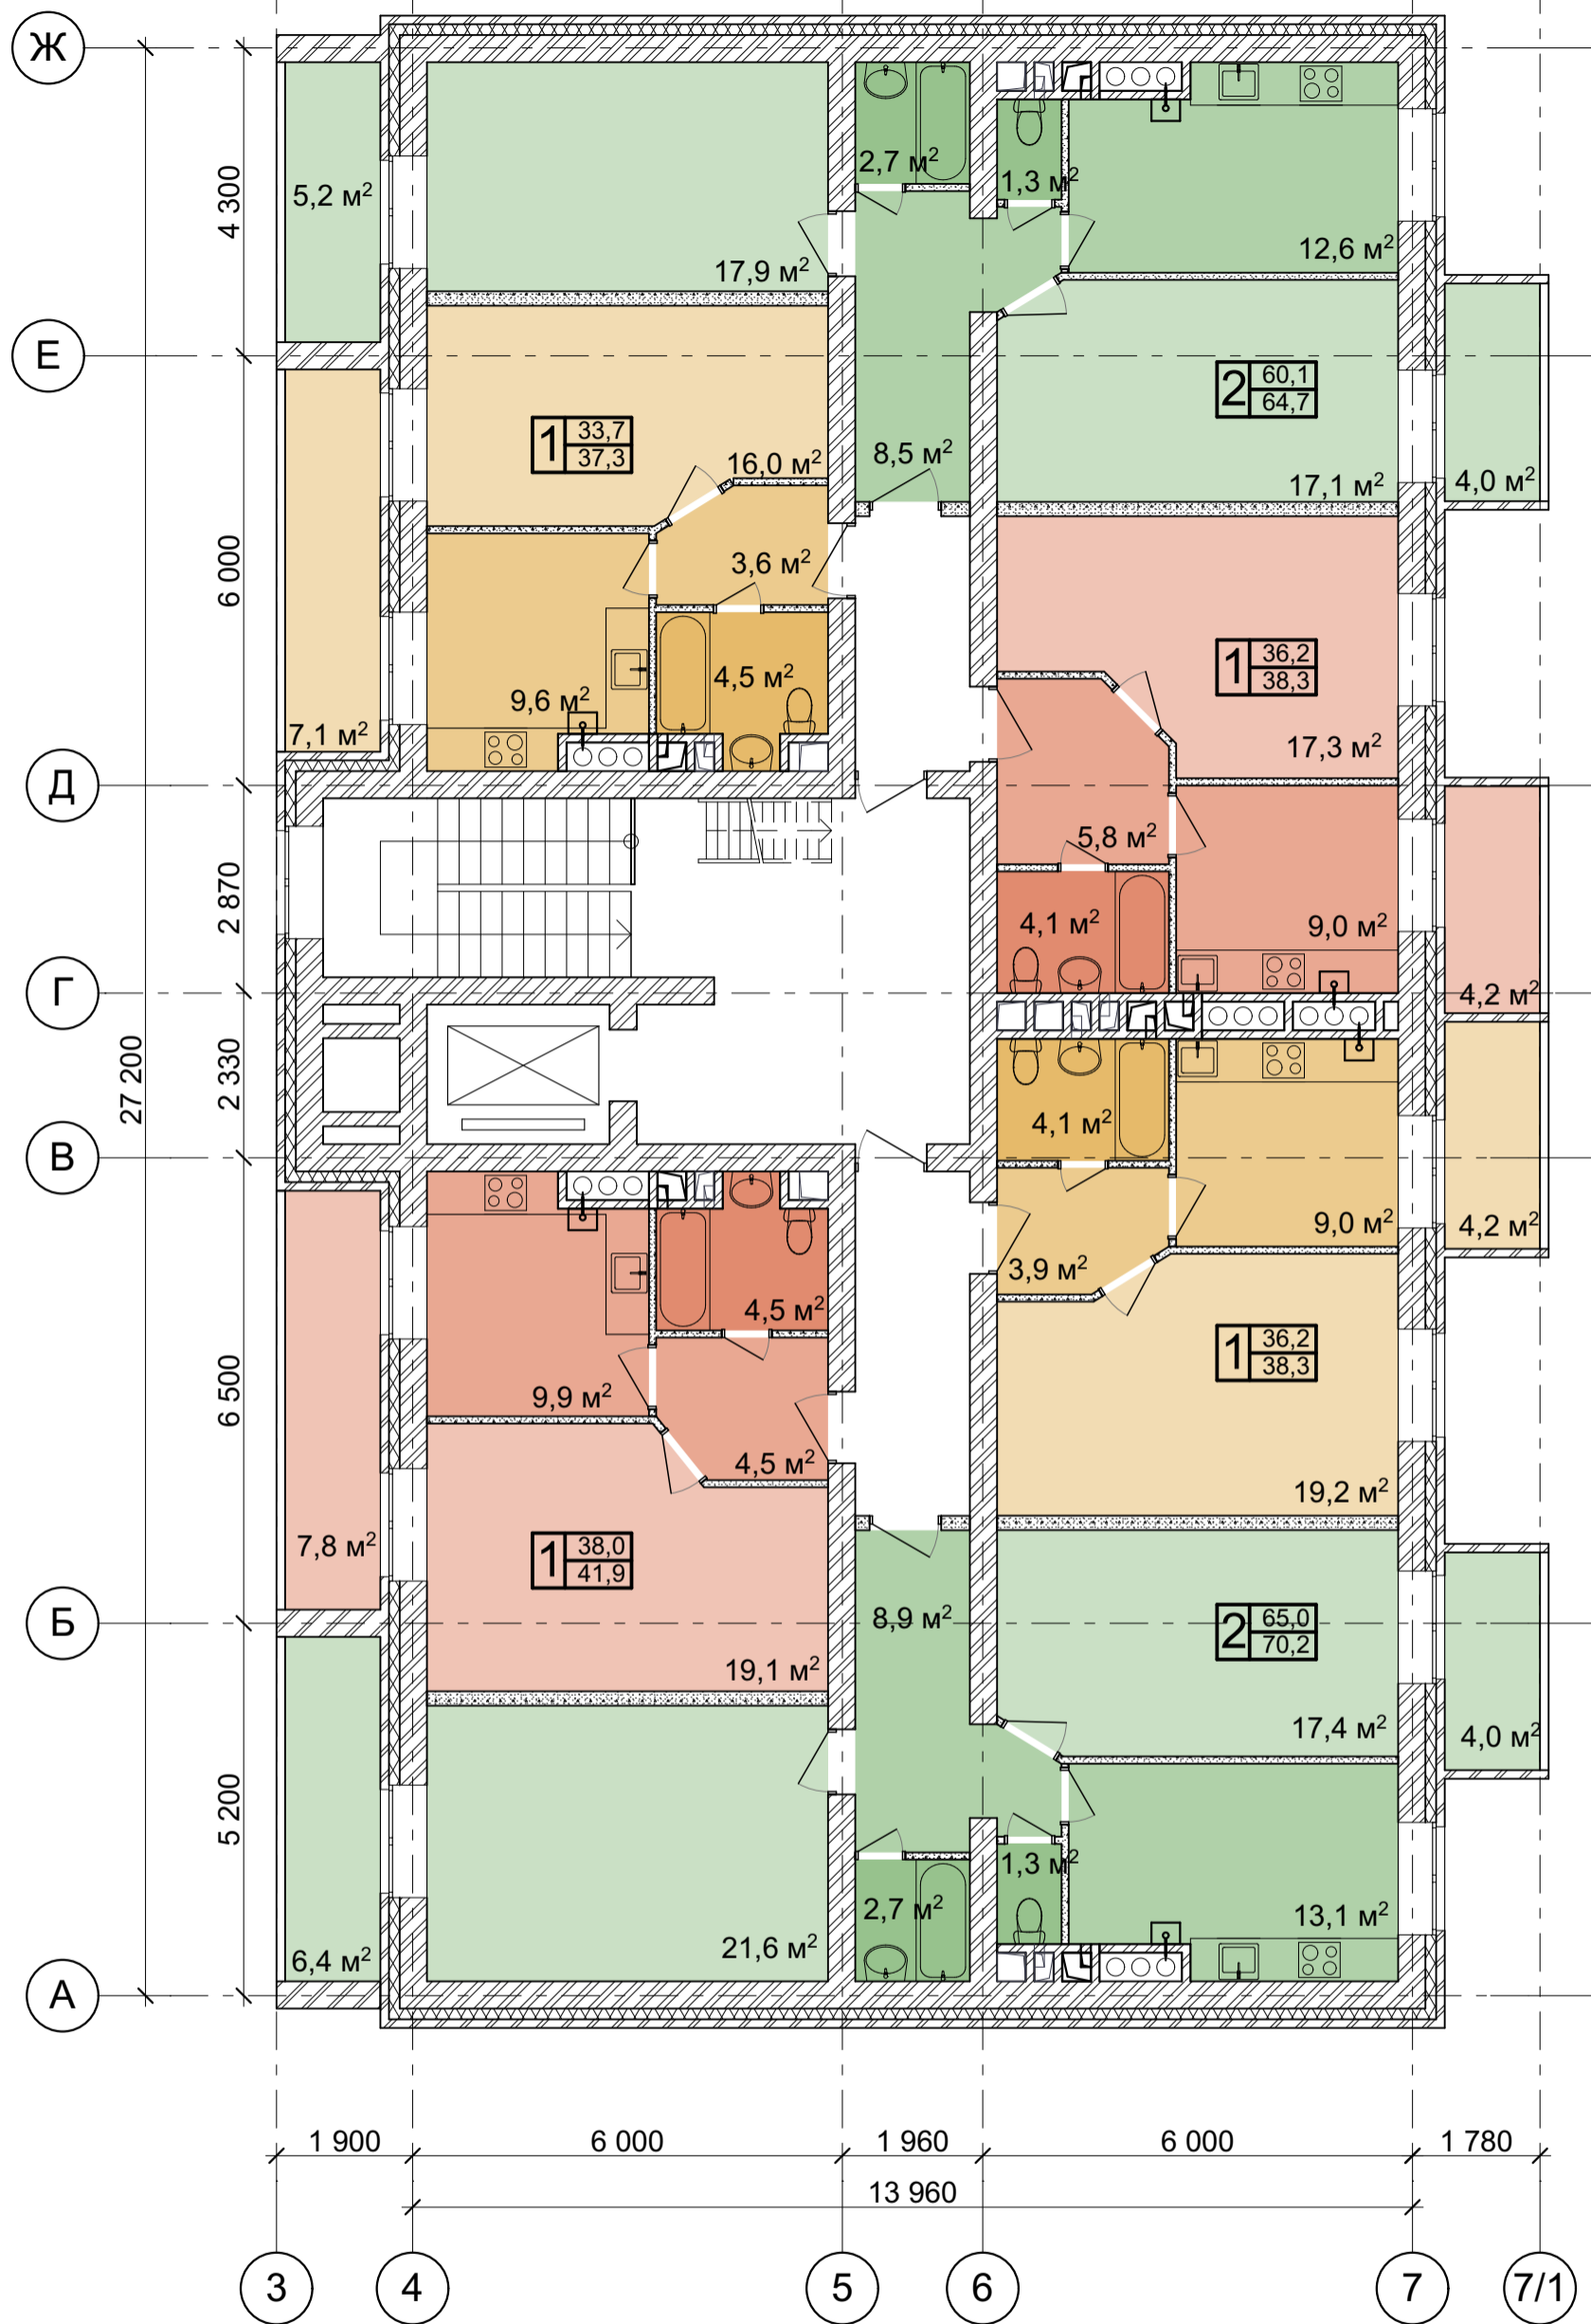 Ж
5,2 м²
4 300
2,7 м²
1,3 м²
12,6 м²
17,9 м²
Е
2 60,1
64,7
1 33,7
37,3
16,0 м²
8,5 м²
17,1 м²
4,0 м²
6 000
3,6 м²
1 36,2
38,3
4,5 м²
9,6 м²
7,1 м²
17,3 м²
Д
5,8 м²
2 870
4,1 м²
9,0 м²
Г
4,2 м²
27 200
2 330
4,1 м²
В
9,0 м²
4,2 м²
3,9 м²
4,5 м²
1 36,2
38,3
6 500
9,9 м²
4,5 м²
19,2 м²
7,8 м²
1 38,0
41,9
Б
8,9 м²
2 65,0
70,2
19,1 м²
17,4 м²
4,0 м²
5 200
1,3 м²
2,7 м²
13,1 м²
21,6 м²
6,4 м²
А
1 900
6 000
1 960
6 000
1 780
13 960
3
4
5
6
7
7/1